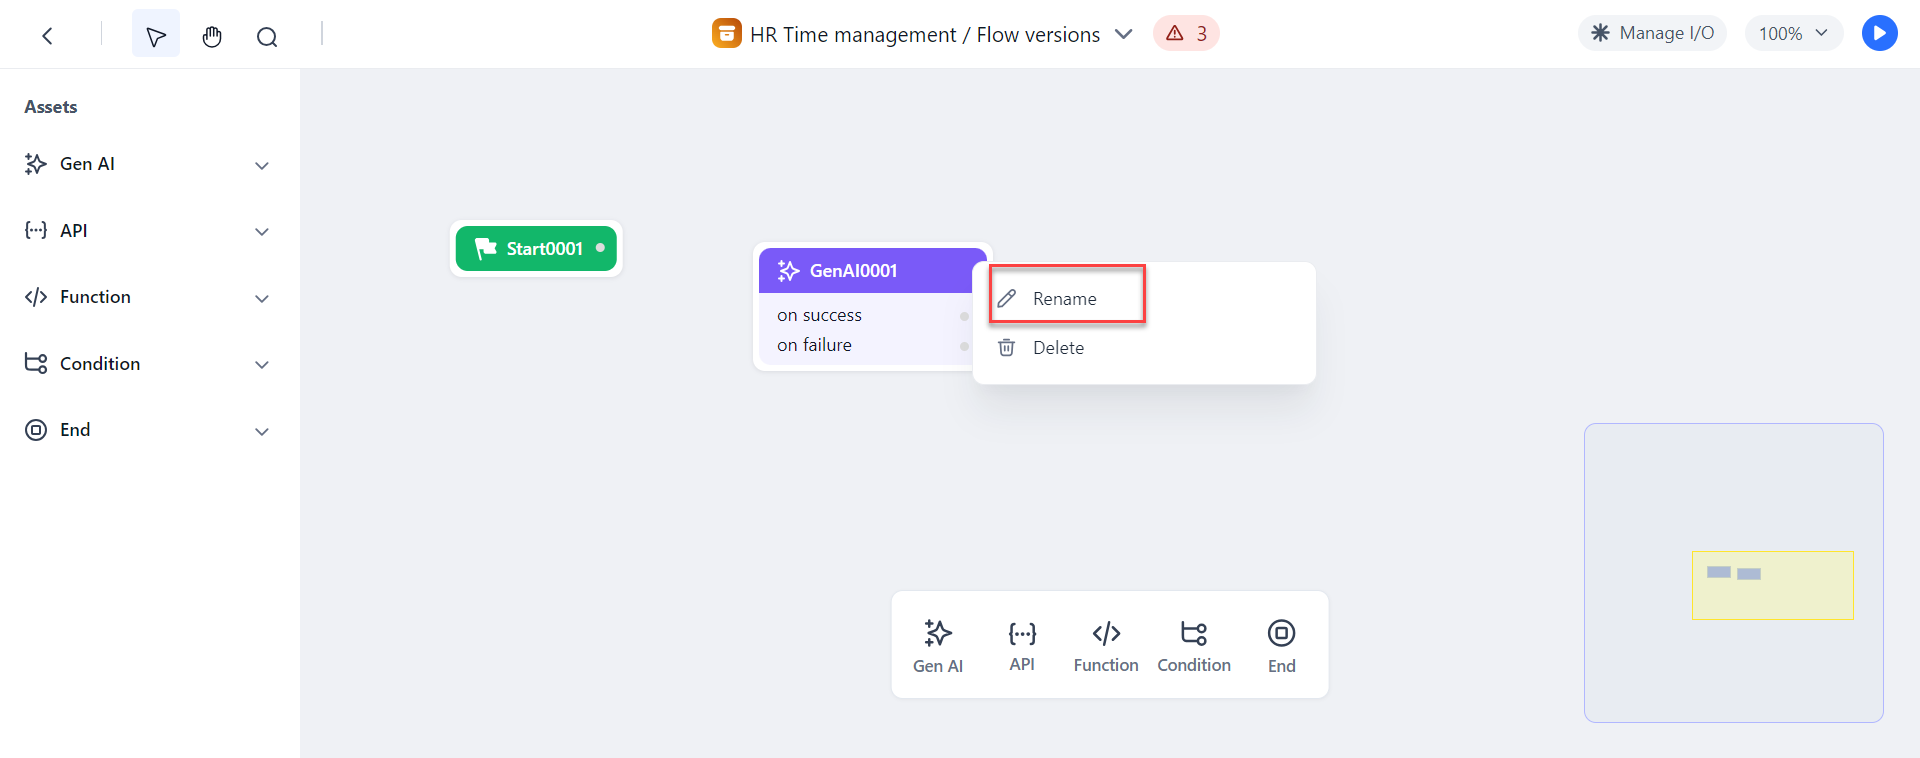 HR Time management / Flow versions
3
Manage I/O
100%
Assets
Gen AI
API
Function
Condition
End
Start0001
GenAI0001
on success
on failure
Rename
Delete
Gen AI
API
Function
Condition
End